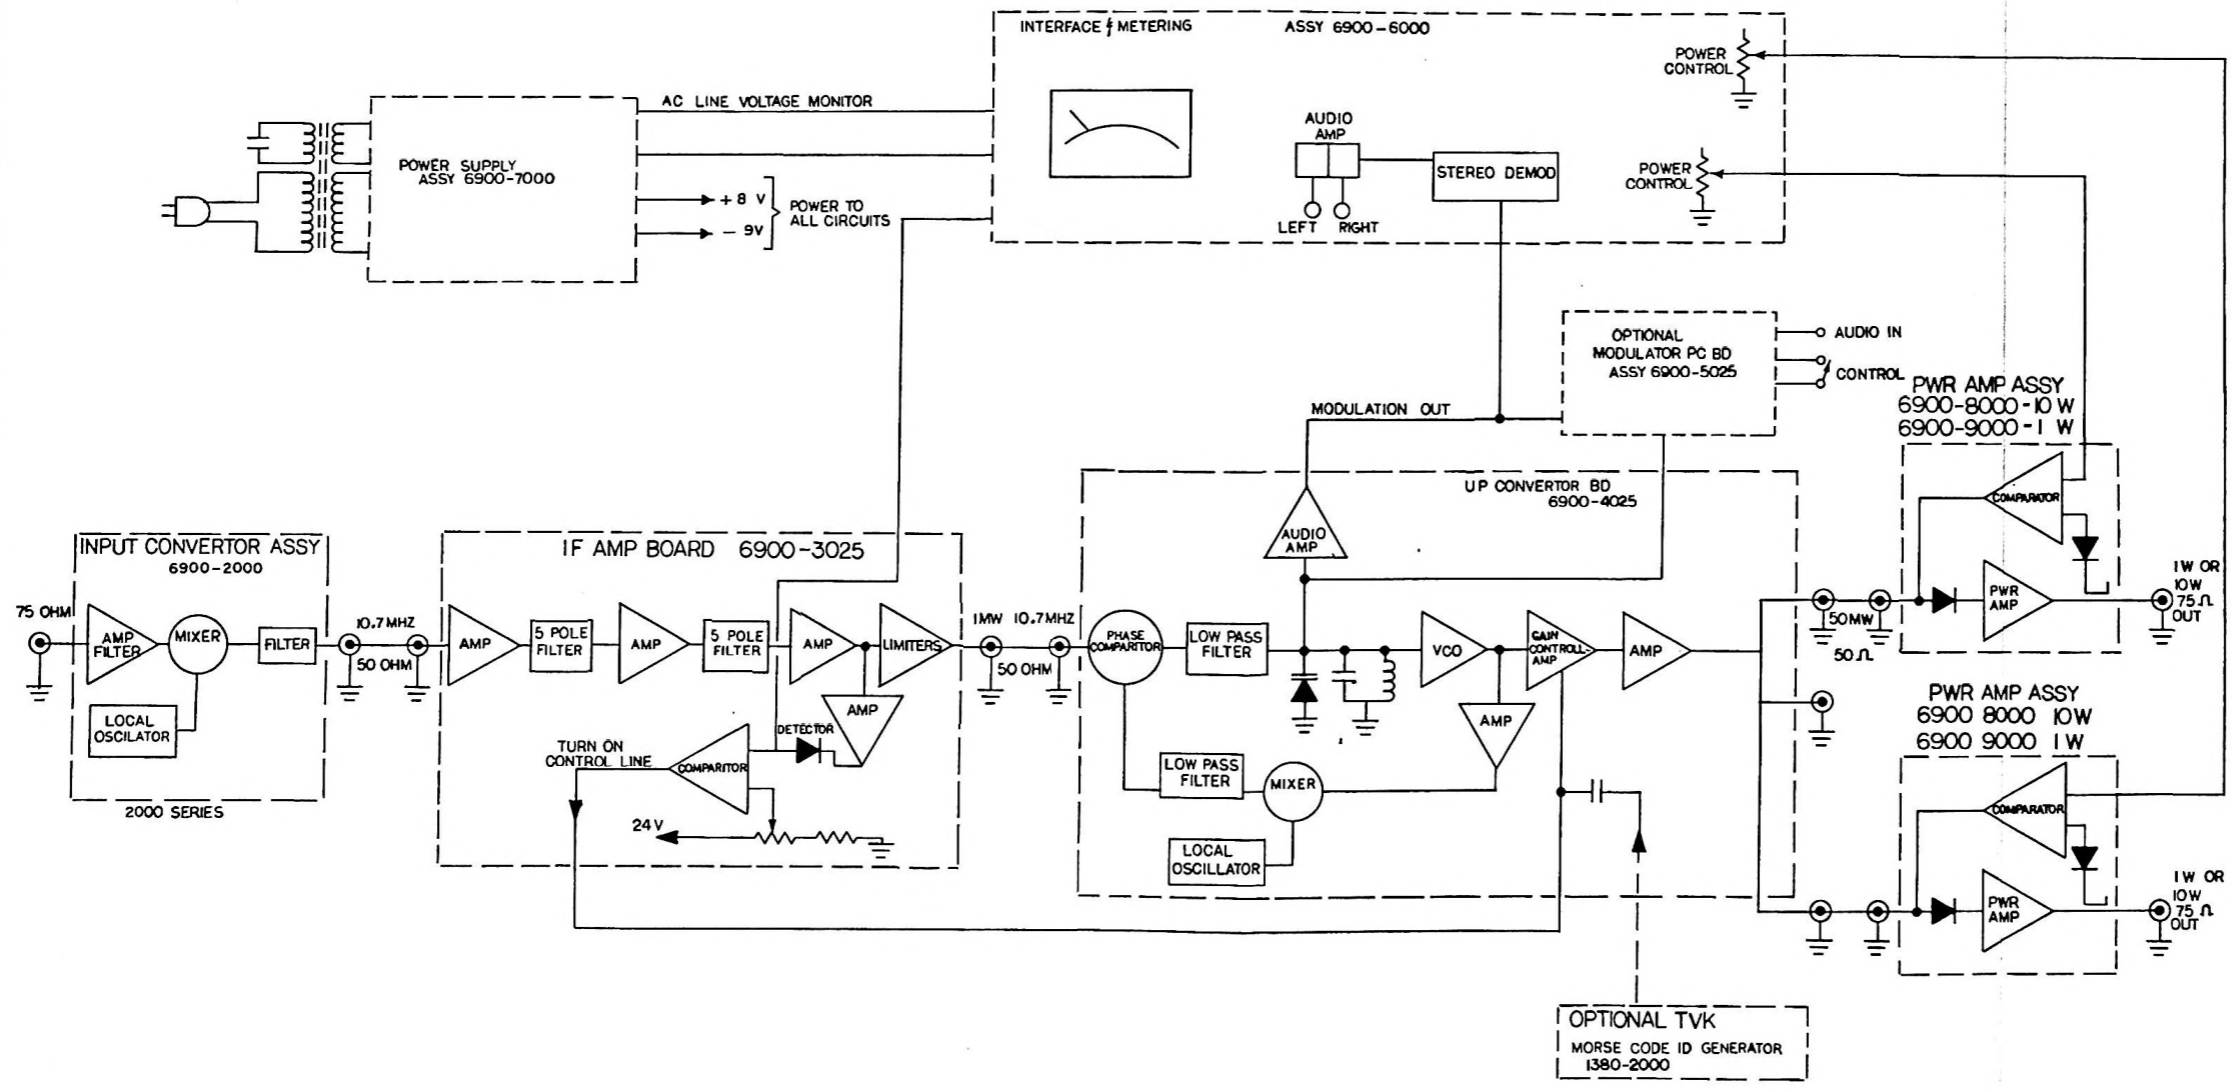 INTERFACE & METERING
ASSY 6900-6000
POWER
CONTROL
AC LINE VOLTAGE MONITOR
AUDIO
AMP
STEREO DEMOD
LEFT
RIGHT
POWER
CONTROL
POWER SUPPLY
ASSY 6900-7000
+8 V
- 9V
POWER TO
ALL CIRCUITS
OPTIONAL
MODULATOR PC BD
ASSY 6900-5025
AUDIO IN
CONTROL
MODULATION OUT
PWR AMP ASSY
6900-8000-10 W
6900-9000-1 W
COMPARATOR
PWR
AMP
1W OR
10W
75 Ω
OUT
INPUT CONVERTOR ASSY
6900-2000
75 OHM
AMP
FILTER
MIXER
FILTER
LOCAL
OSCILATOR
2000 SERIES
10.7MHZ
50 OHM
IF AMP BOARD 6900-3025
AMP
5 POLE
FILTER
AMP
5 POLE
FILTER
AMP
LIMITERS
AMP
DETECTOR
COMPARITOR
TURN ON
CONTROL LINE
24V
1MW 10.7MHZ
50 OHM
UP CONVERTOR BD
6900-4025
AUDIO
AMP
PHASE
COMPARITOR
LOW PASS
FILTER
VCO
GAIN
CONTROLL-
AMP
AMP
AMP
LOW PASS
FILTER
MIXER
LOCAL
OSCILLATOR
50MW
50 Ω
PWR AMP ASSY
6900 8000 10W
6900 9000 1W
COMPARATOR
PWR
AMP
1W OR
10W
75 Ω
OUT
OPTIONAL TVK
MORSE CODE ID GENERATOR
1380-2000